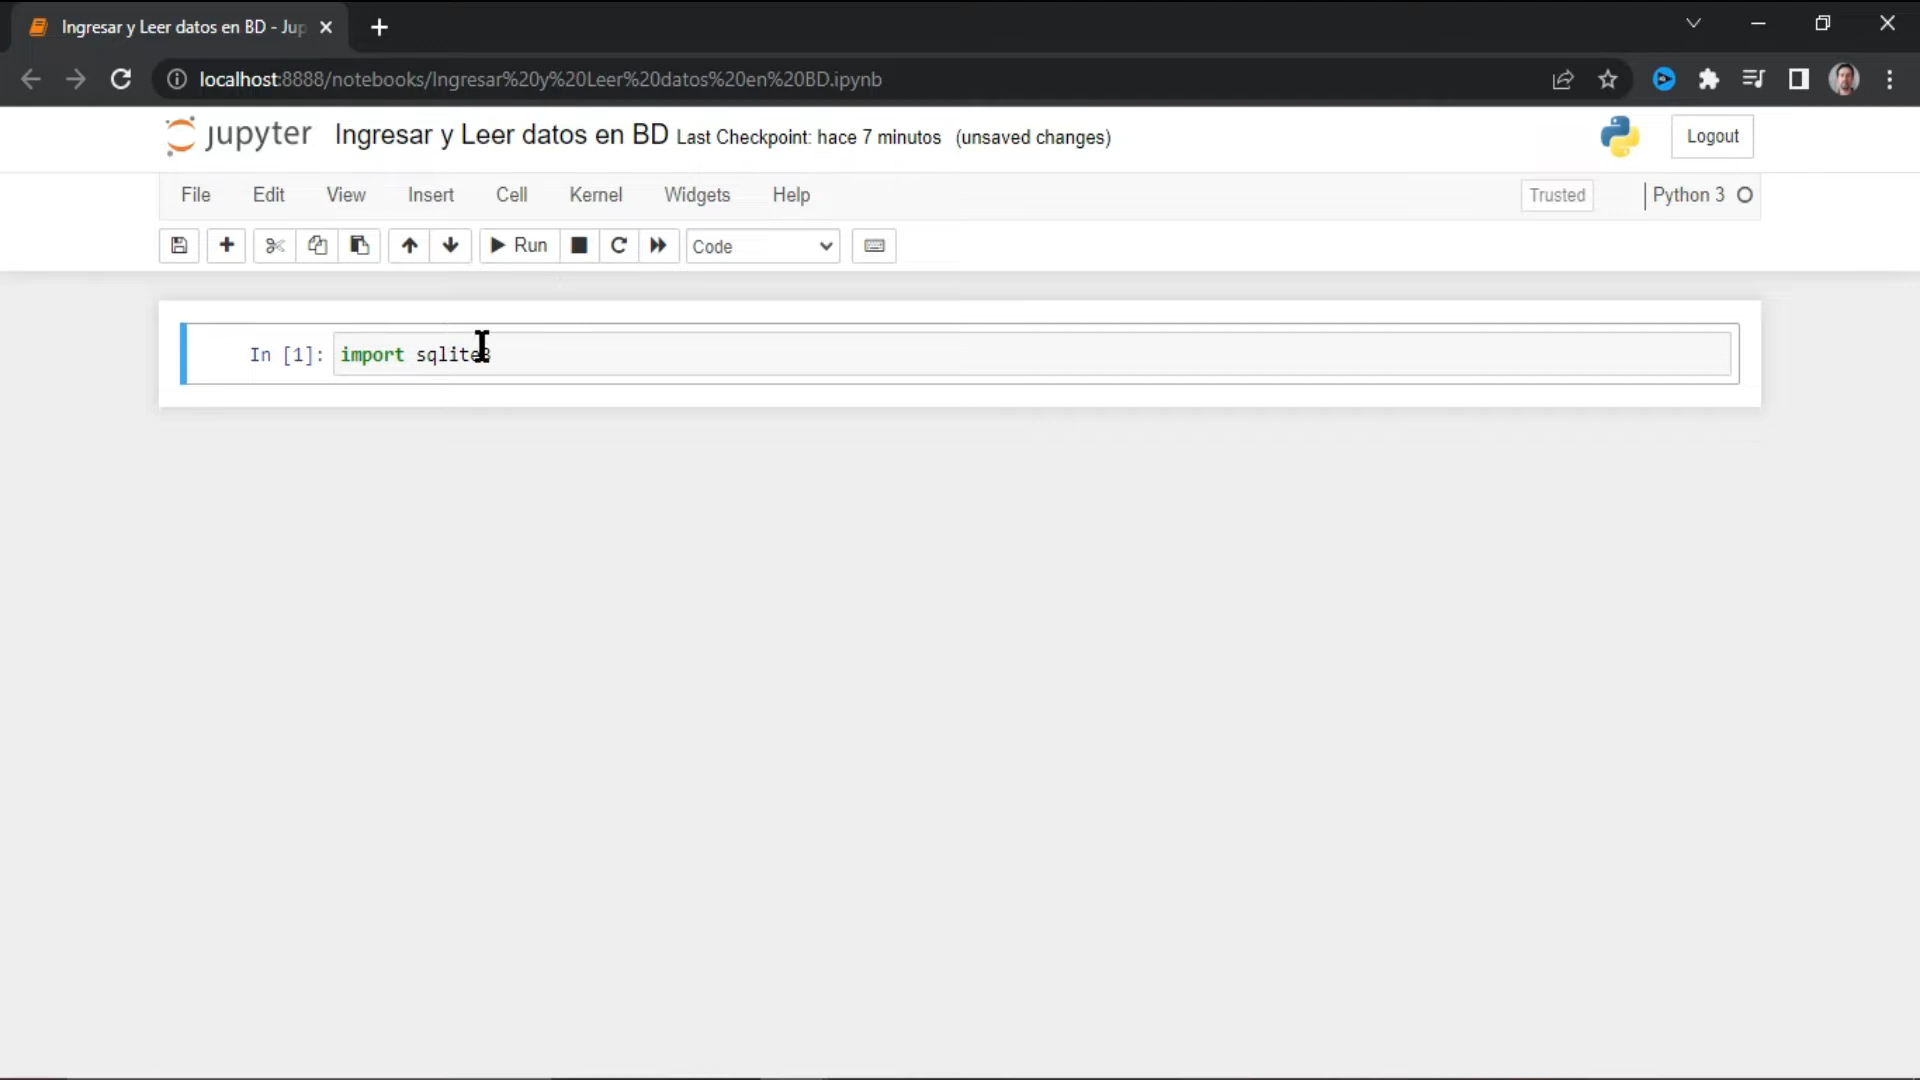 Ingresar y Leer datos en BD - Jup
localhost:8888/notebooks/Ingresar%20y%20Leer%20datos%20en%20BD.ipynb
jupyter Ingresar y Leer datos en BD Last Checkpoint: hace 7 minutos (unsaved changes)
Logout
File Edit View Insert Cell Kernel Widgets Help
Trusted
Python 3
Run
Code
In [1]: import sqlite3